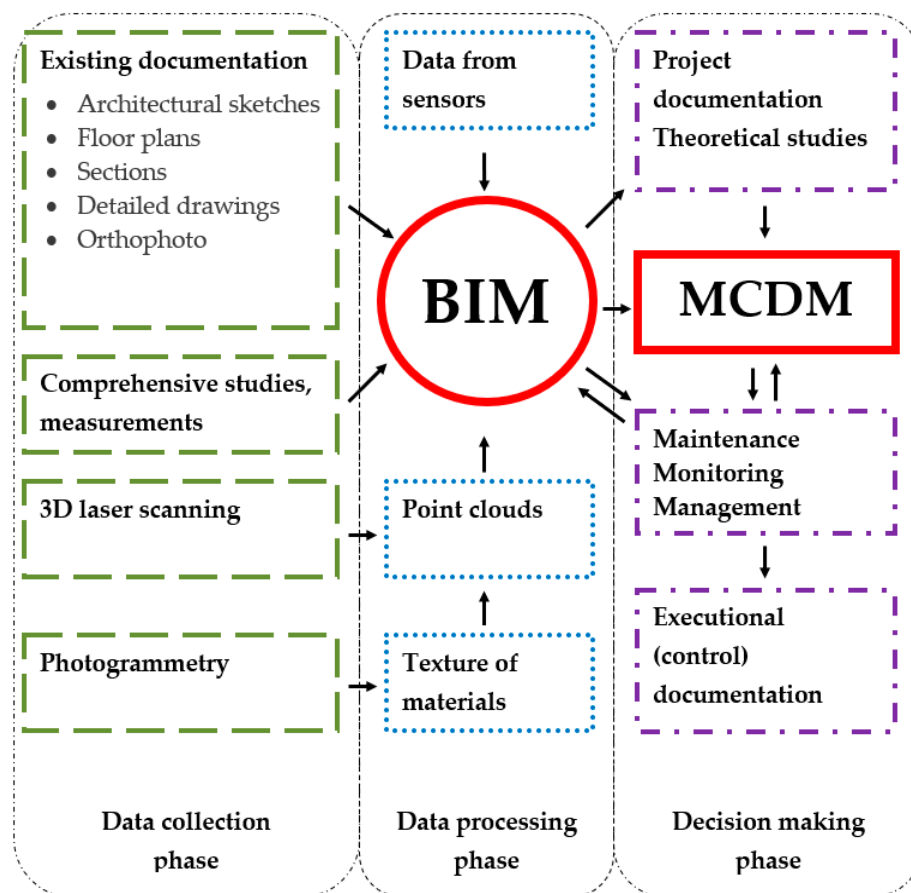 Existing documentation
• Architectural sketches
• Floor plans
• Sections
• Detailed drawings
• Orthophoto
Comprehensive studies,
measurements
3D laser scanning
Photogrammetry
Data collection
phase
Data from
sensors
BIM
Point clouds
Texture of
materials
Data processing
phase
Project
documentation
Theoretical studies
MCDM
Maintenance
Monitoring
Management
Executional
(control)
documentation
Decision making
phase